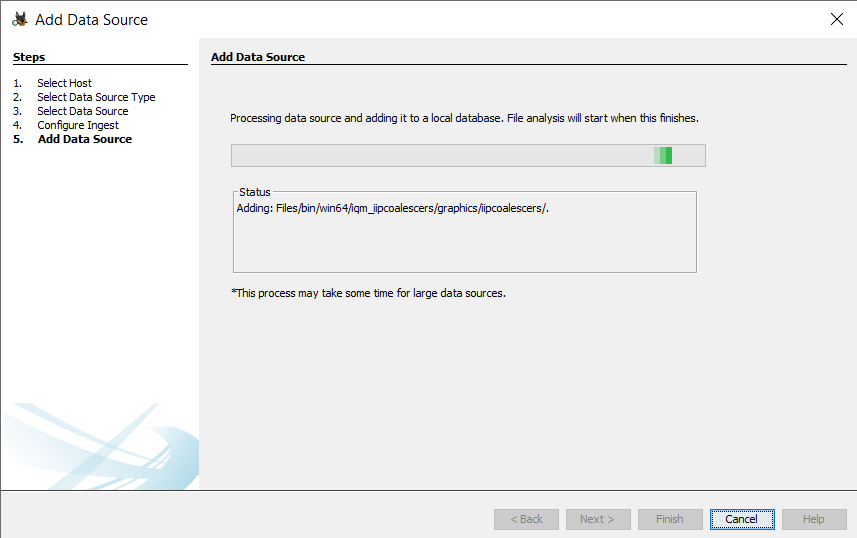 Add Data Source
Steps
1. Select Host
2. Select Data Source Type
3. Select Data Source
4. Configure Ingest
5. Add Data Source
Add Data Source
Processing data source and adding it to a local database. File analysis will start when this finishes.
Status
Adding: Files/bin/win64/iqm_iipcoalescers/graphics/iipcoalescers/.
*This process may take some time for large data sources.
< Back
Next >
Finish
Cancel
Help